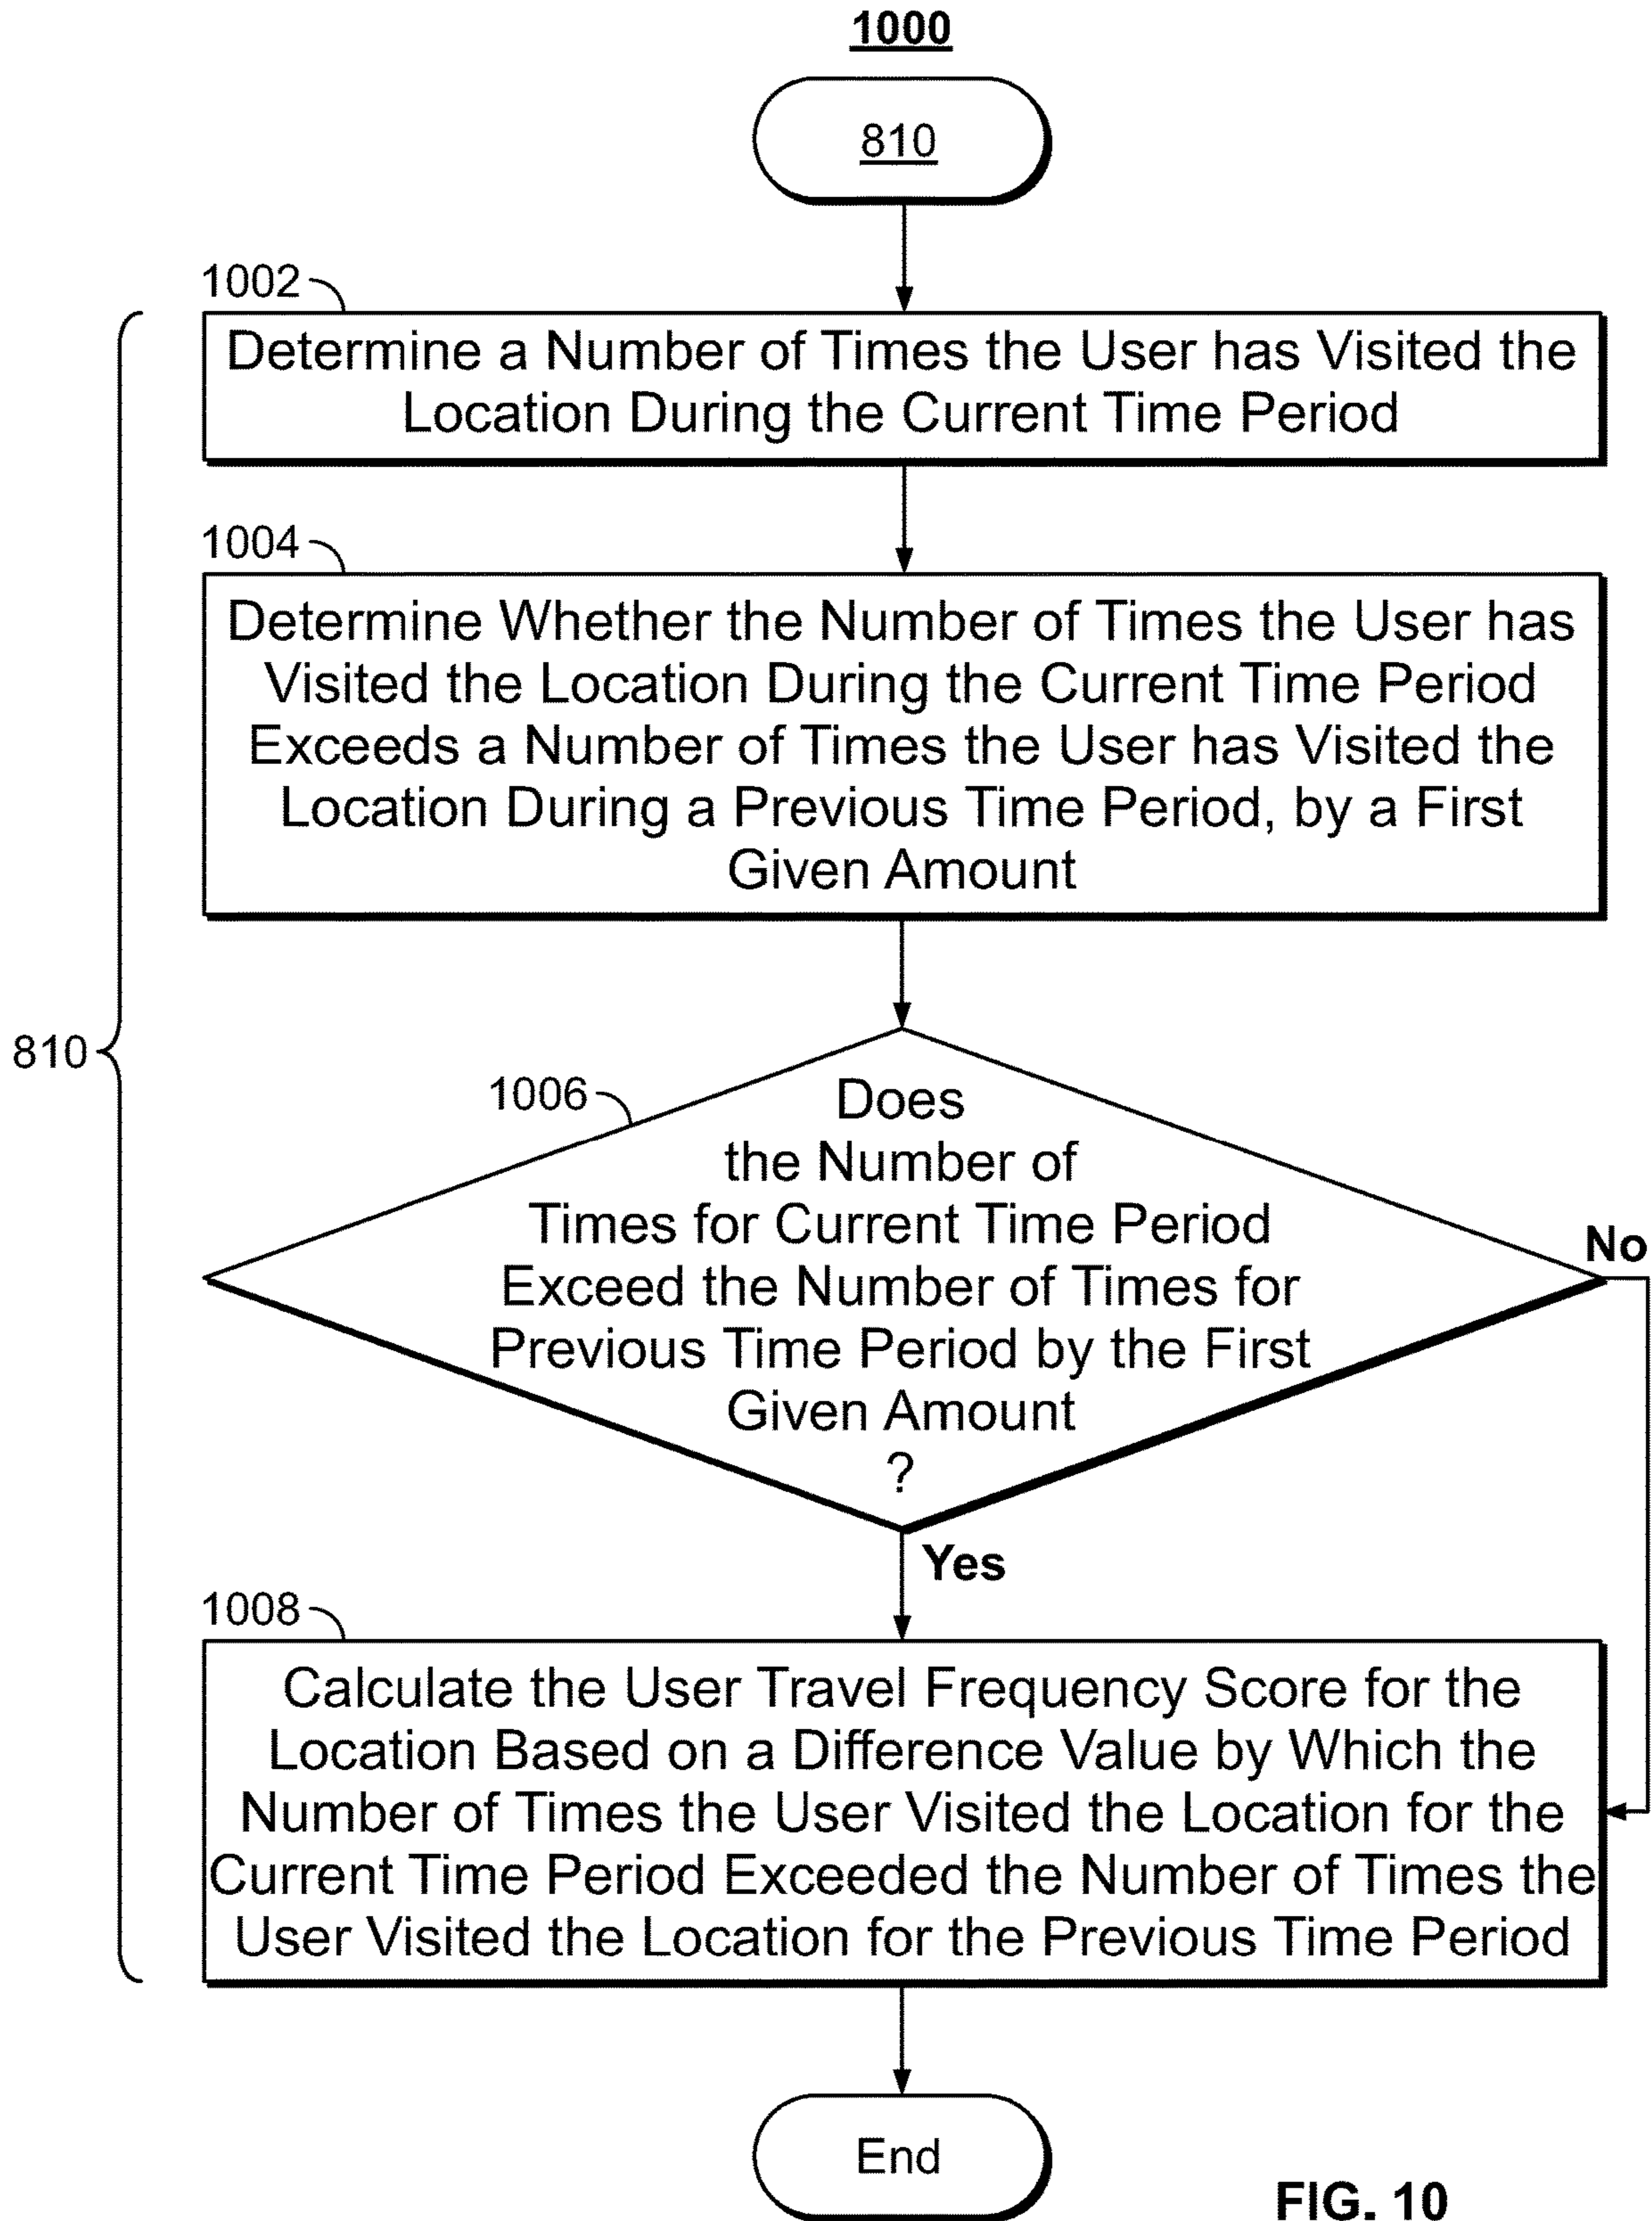 1000
810
1002
Determine a Number of Times the User has Visited the
Location During the Current Time Period
1004
Determine Whether the Number of Times the User has
Visited the Location During the Current Time Period
Exceeds a Number of Times the User has Visited the
Location During a Previous Time Period, by a First
Given Amount
810
1006
Does
the Number of
Times for Current Time Period
Exceed the Number of Times for
Previous Time Period by the First
Given Amount
?
No
Yes
1008
Calculate the User Travel Frequency Score for the
Location Based on a Difference Value by Which the
Number of Times the User Visited the Location for the
Current Time Period Exceeded the Number of Times the
User Visited the Location for the Previous Time Period
End
FIG. 10